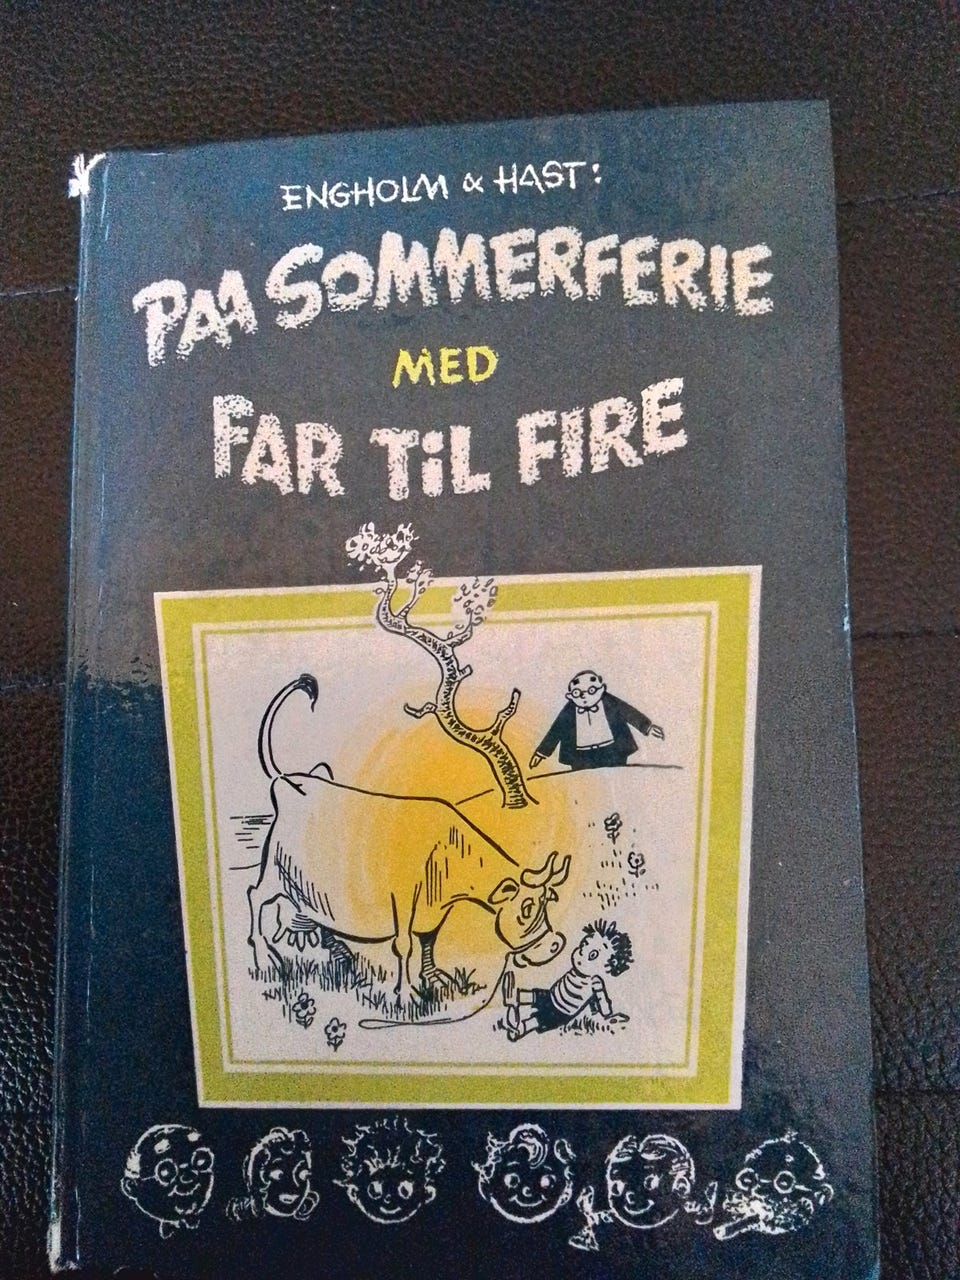 ENGHOLM & HAST:
PAA SOMMERFERIE
MED
FAR TiL FIRE